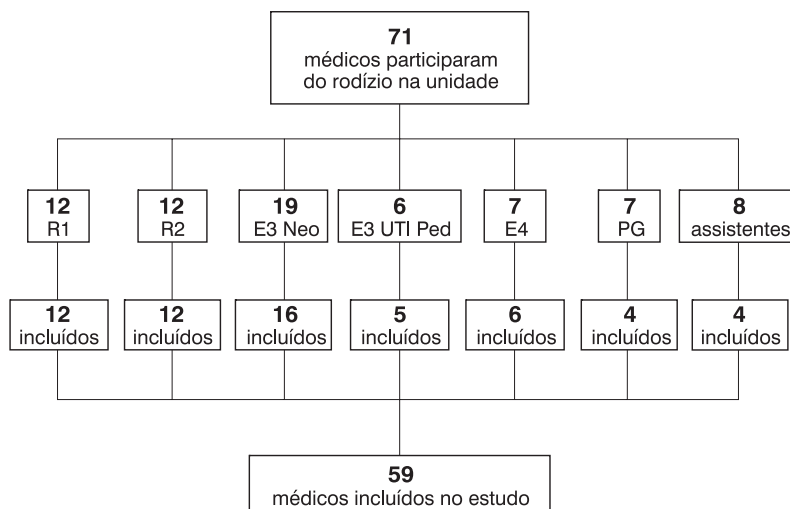 71
médicos participaram
do rodízio na unidade
12
R1
12
R2
19
E3 Neo
6
E3 UTI Ped
7
E4
7
PG
8
assistentes
12
incluídos
12
incluídos
16
incluídos
5
incluídos
6
incluídos
4
incluídos
4
incluídos
59
médicos incluídos no estudo